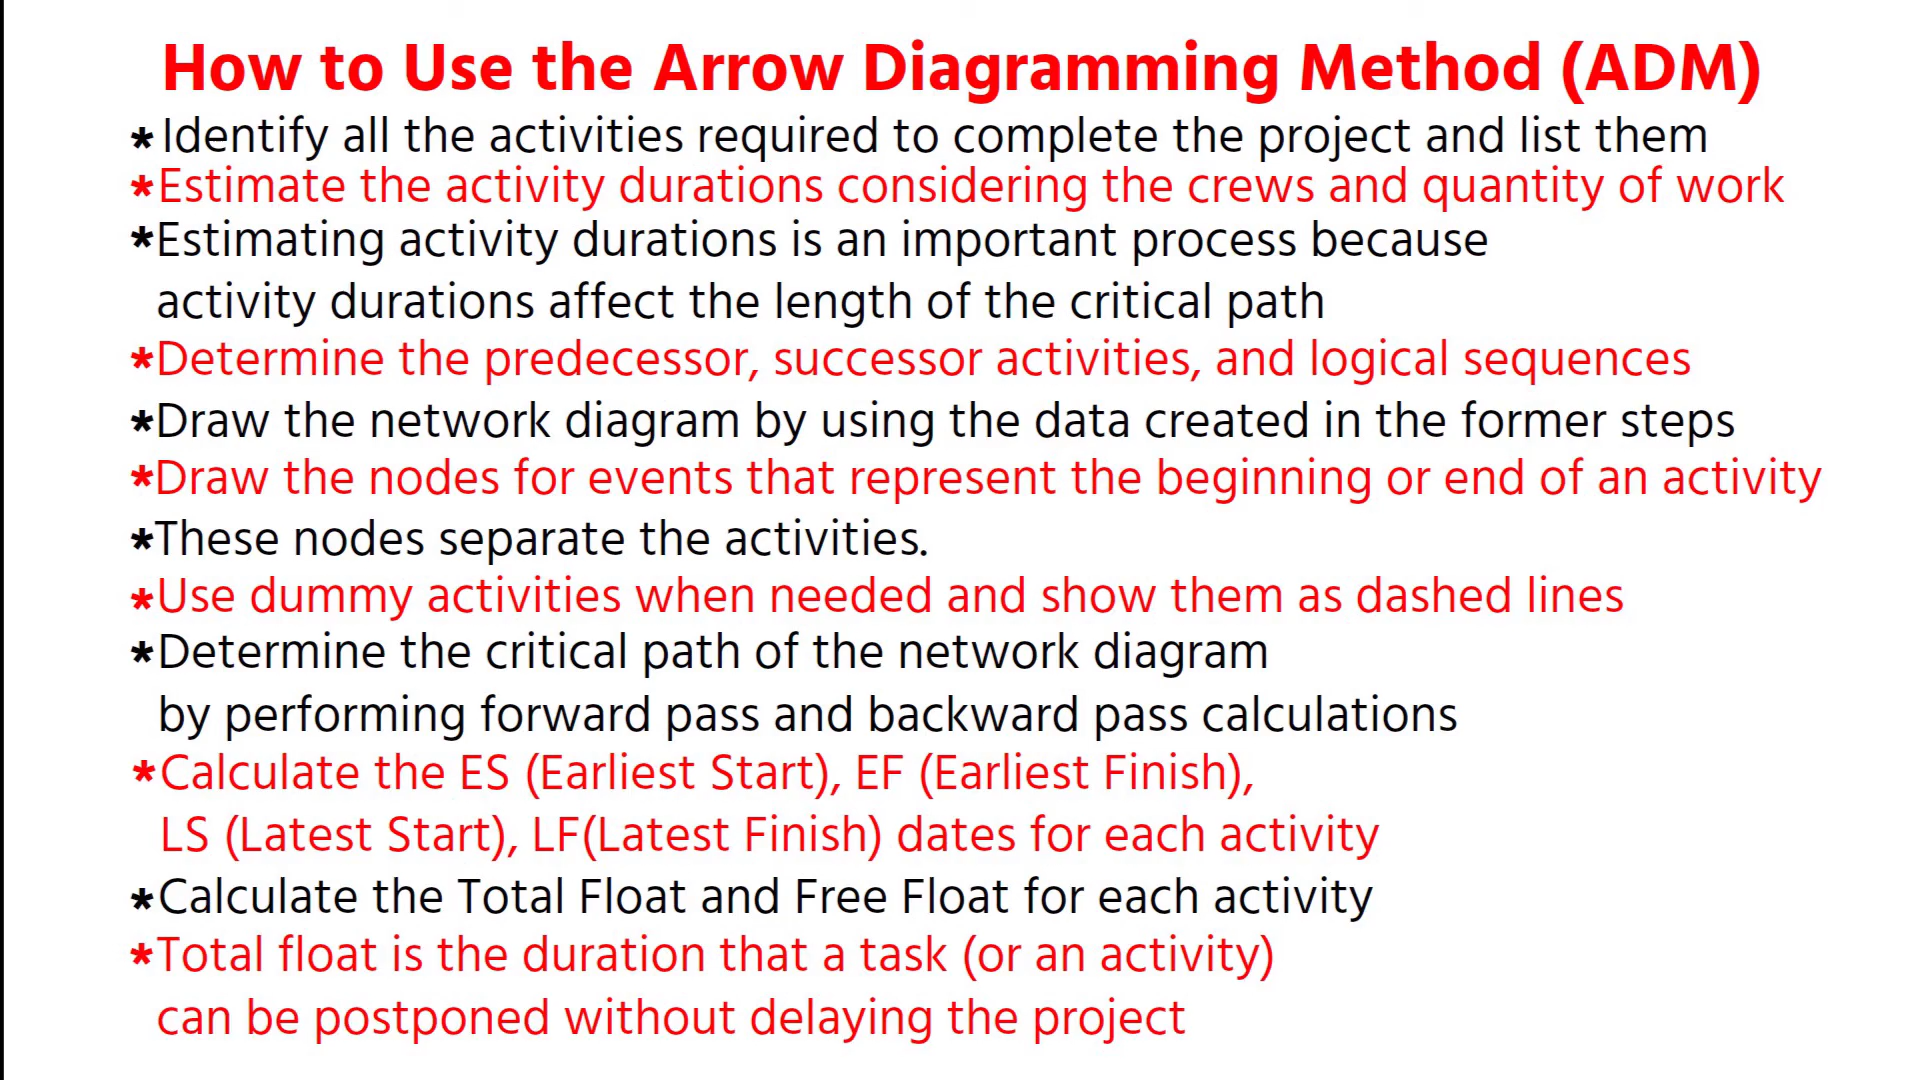 How to Use the Arrow Diagramming Method (ADM)
*Identify all the activities required to complete the project and list them
*Estimate the activity durations considering the crews and quantity of work
*Estimating activity durations is an important process because
activity durations affect the length of the critical path
*Determine the predecessor, successor activities, and logical sequences
*Draw the network diagram by using the data created in the former steps
*Draw the nodes for events that represent the beginning or end of an activity
*These nodes separate the activities.
*Use dummy activities when needed and show them as dashed lines
*Determine the critical path of the network diagram
by performing forward pass and backward pass calculations
*Calculate the ES (Earliest Start), EF (Earliest Finish),
LS (Latest Start), LF(Latest Finish) dates for each activity
*Calculate the Total Float and Free Float for each activity
*Total float is the duration that a task (or an activity)
can be postponed without delaying the project